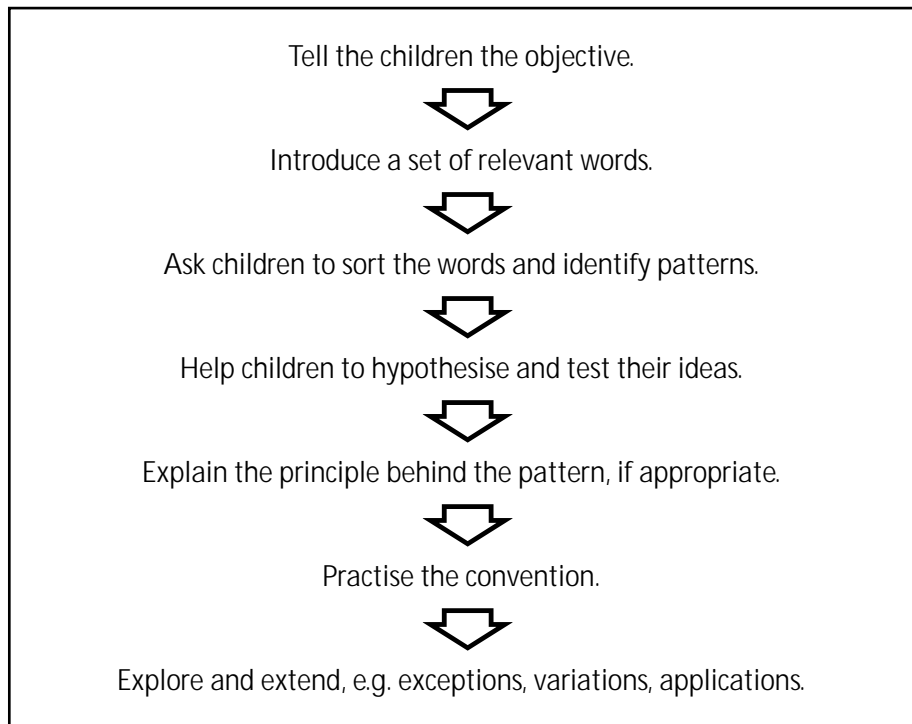 Tell the children the objective.
Introduce a set of relevant words.
Ask children to sort the words and identify patterns.
Help children to hypothesise and test their ideas.
Explain the principle behind the pattern, if appropriate.
Practise the convention.
Explore and extend, e.g. exceptions, variations, applications.